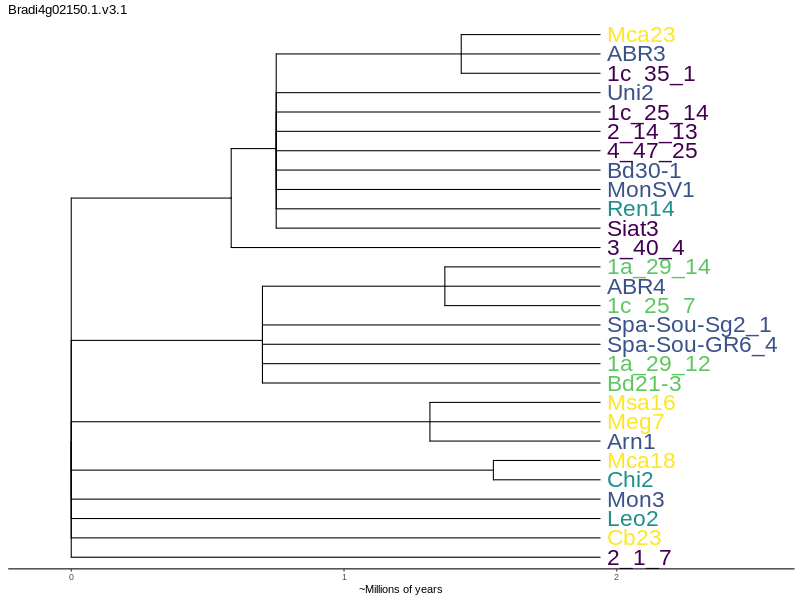 Bradi4g02150.1.v3.1
Mca23
ABR3
1c_35_1
Uni2
1c_25_14
2_14_13
4_47_25
Bd30-1
MonSV1
Ren14
Siat3
3_40_4
1a_29_14
ABR4
1c_25_7
Spa-Sou-Sg2_1
Spa-Sou-GR6_4
1a_29_12
Bd21-3
Msa16
Meg7
Arn1
Mca18
Chi2
Mon3
Leo2
Cb23
2_1_7
0 1 2
~Millions of years